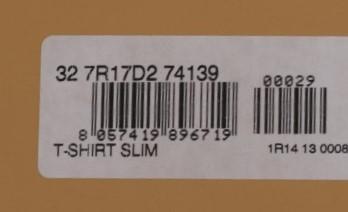 32 7R17D2 74139
00029
8 057419 896719
T-SHIRT SLIM
1R14 13 0008